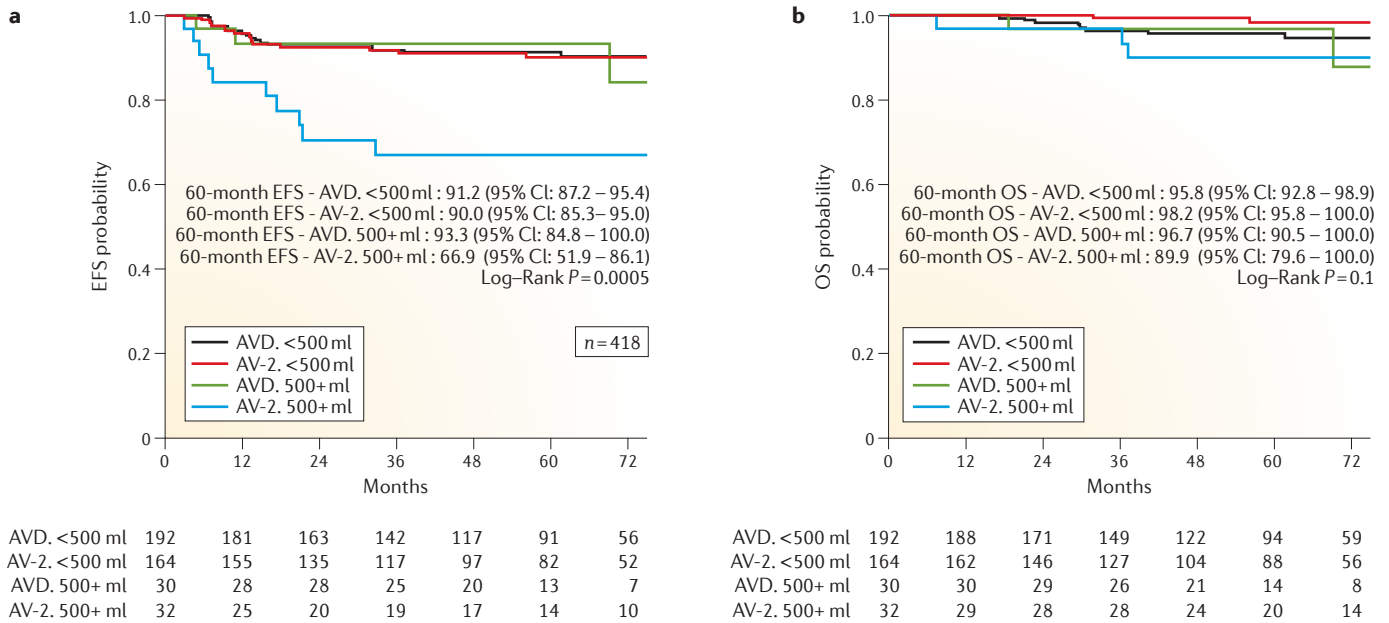 a
1.0
0.8
0.6
0.4
0.2
0
EFS probability
60-month EFS - AVD. <500 ml : 91.2 (95% CI: 87.2 – 95.4)
60-month EFS - AV-2. <500 ml : 90.0 (95% CI: 85.3 – 95.0)
60-month EFS - AVD. 500+ ml : 93.3 (95% CI: 84.8 – 100.0)
60-month EFS - AV-2. 500+ ml : 66.9 (95% CI: 51.9 – 86.1)
Log–Rank P = 0.0005
AVD. <500 ml
AV-2. <500 ml
AVD. 500+ ml
AV-2. 500+ ml
n = 418
0 12 24 36 48 60 72
Months
AVD. <500 ml 192 181 163 142 117 91 56
AV-2. <500 ml 164 155 135 117 97 82 52
AVD. 500+ ml 30 28 28 25 20 13 7
AV-2. 500+ ml 32 25 20 19 17 14 10
b
1.0
0.8
0.6
0.4
0.2
0
OS probability
60-month OS - AVD. <500 ml : 95.8 (95% CI: 92.8 – 98.9)
60-month OS - AV-2. <500 ml : 98.2 (95% CI: 95.8 – 100.0)
60-month OS - AVD. 500+ ml : 96.7 (95% CI: 90.5 – 100.0)
60-month OS - AV-2. 500+ ml : 89.9 (95% CI: 79.6 – 100.0)
Log–Rank P = 0.1
AVD. <500 ml
AV-2. <500 ml
AVD. 500+ ml
AV-2. 500+ ml
0 12 24 36 48 60 72
Months
AVD. <500 ml 192 188 171 149 122 94 59
AV-2. <500 ml 164 162 146 127 104 88 56
AVD. 500+ ml 30 30 29 26 21 14 8
AV-2. 500+ ml 32 29 28 28 24 20 14